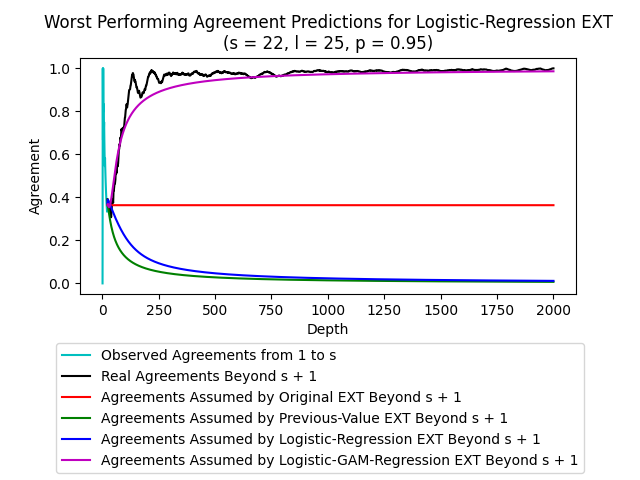 Worst Performing Agreement Predictions for Logistic-Regression EXT
(s = 22, l = 25, p = 0.95)
1.0
0.8
0.6
0.4
0.2
0.0
Agreement
0 250 500 750 1000 1250 1500 1750 2000
Depth
Observed Agreements from 1 to s
Real Agreements Beyond s + 1
Agreements Assumed by Original EXT Beyond s + 1
Agreements Assumed by Previous-Value EXT Beyond s + 1
Agreements Assumed by Logistic-Regression EXT Beyond s + 1
Agreements Assumed by Logistic-GAM-Regression EXT Beyond s + 1